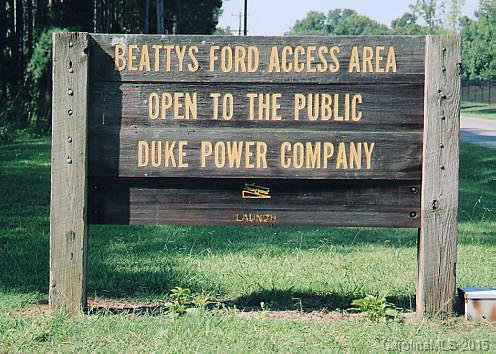 BEATTYS FORD ACCESS AREA
OPEN TO THE PUBLIC
DUKE POWER COMPANY
LAUNCH
CarolinaMLS 2015